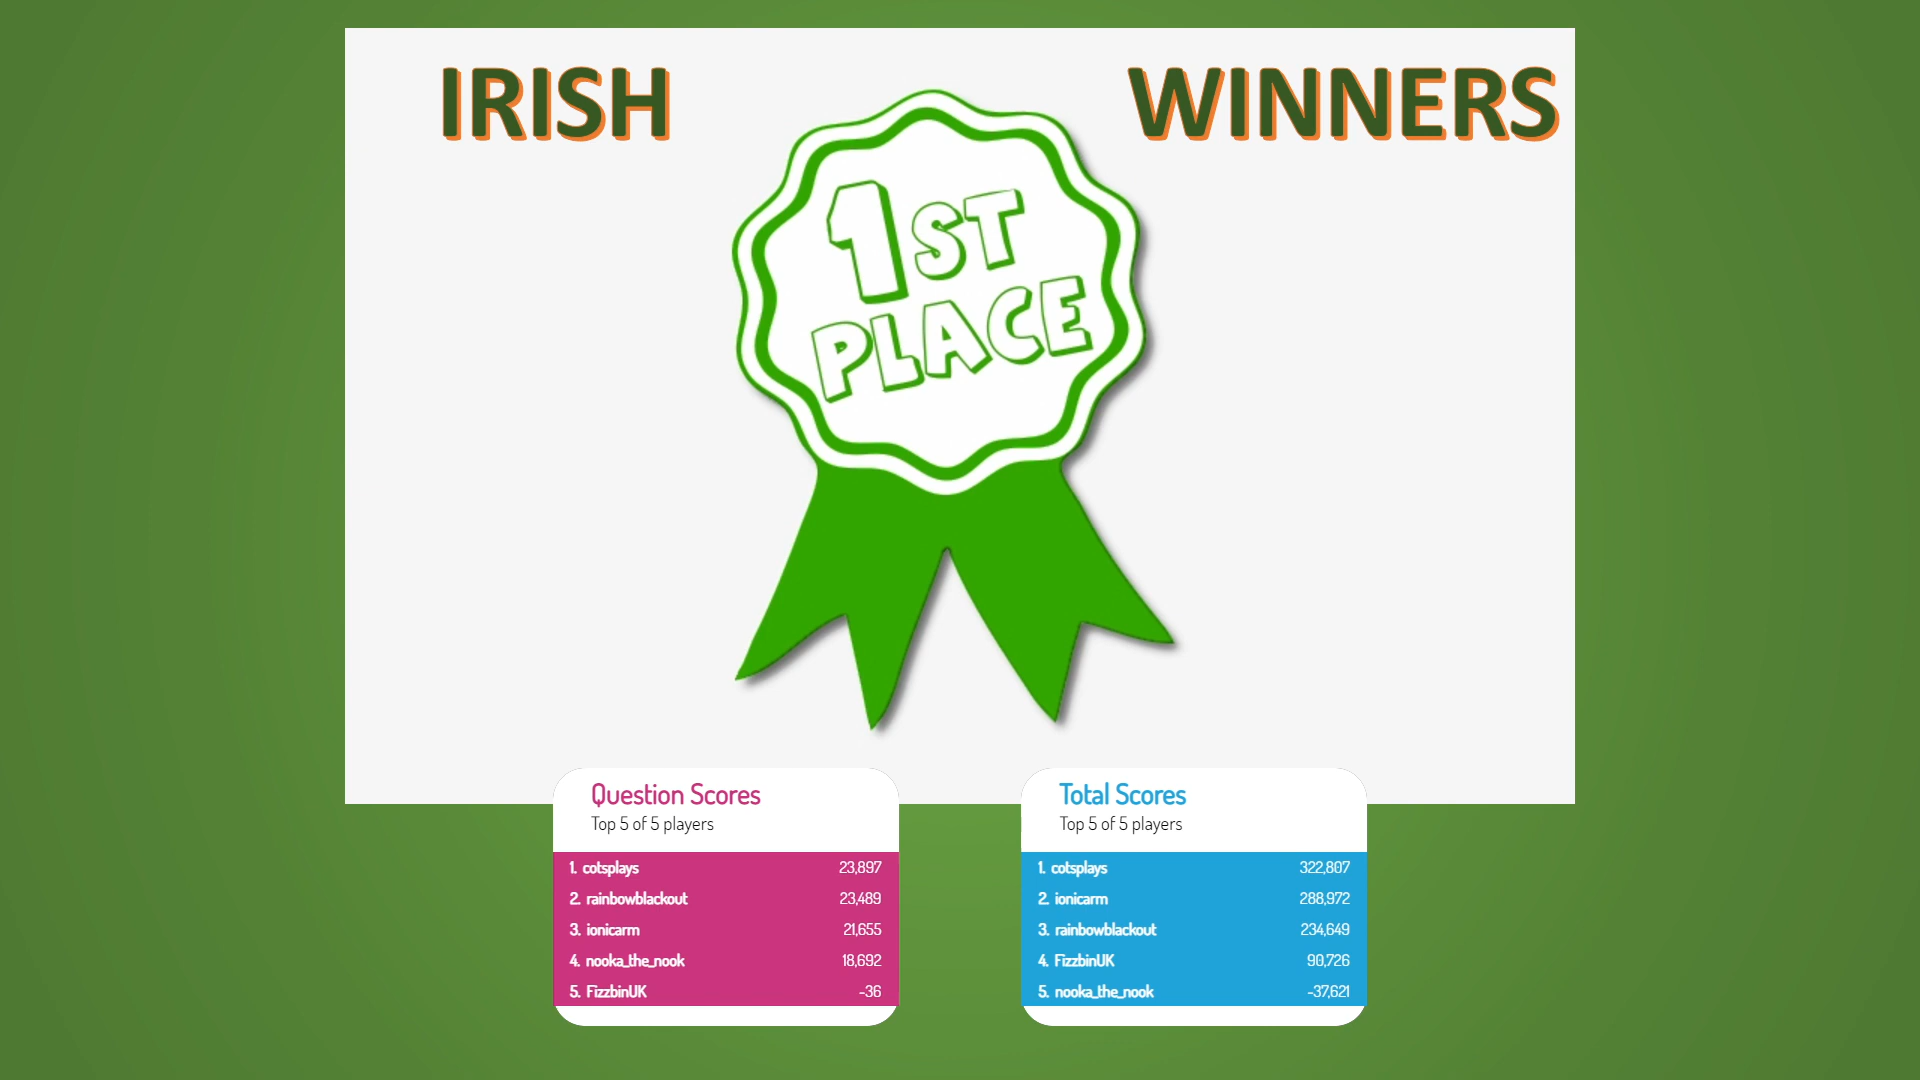 IRISH WINNERS
1ST
PLACE
Question Scores
Top 5 of 5 players
1. cotsplays 23,897
2. rainbowblackout 23,489
3. ionicarm 21,655
4. nooka_the_nook 18,692
5. FizzbinUK -36
Total Scores
Top 5 of 5 players
1. cotsplays 322,807
2. ionicarm 288,972
3. rainbowblackout 234,649
4. FizzbinUK 90,726
5. nooka_the_nook -37,621